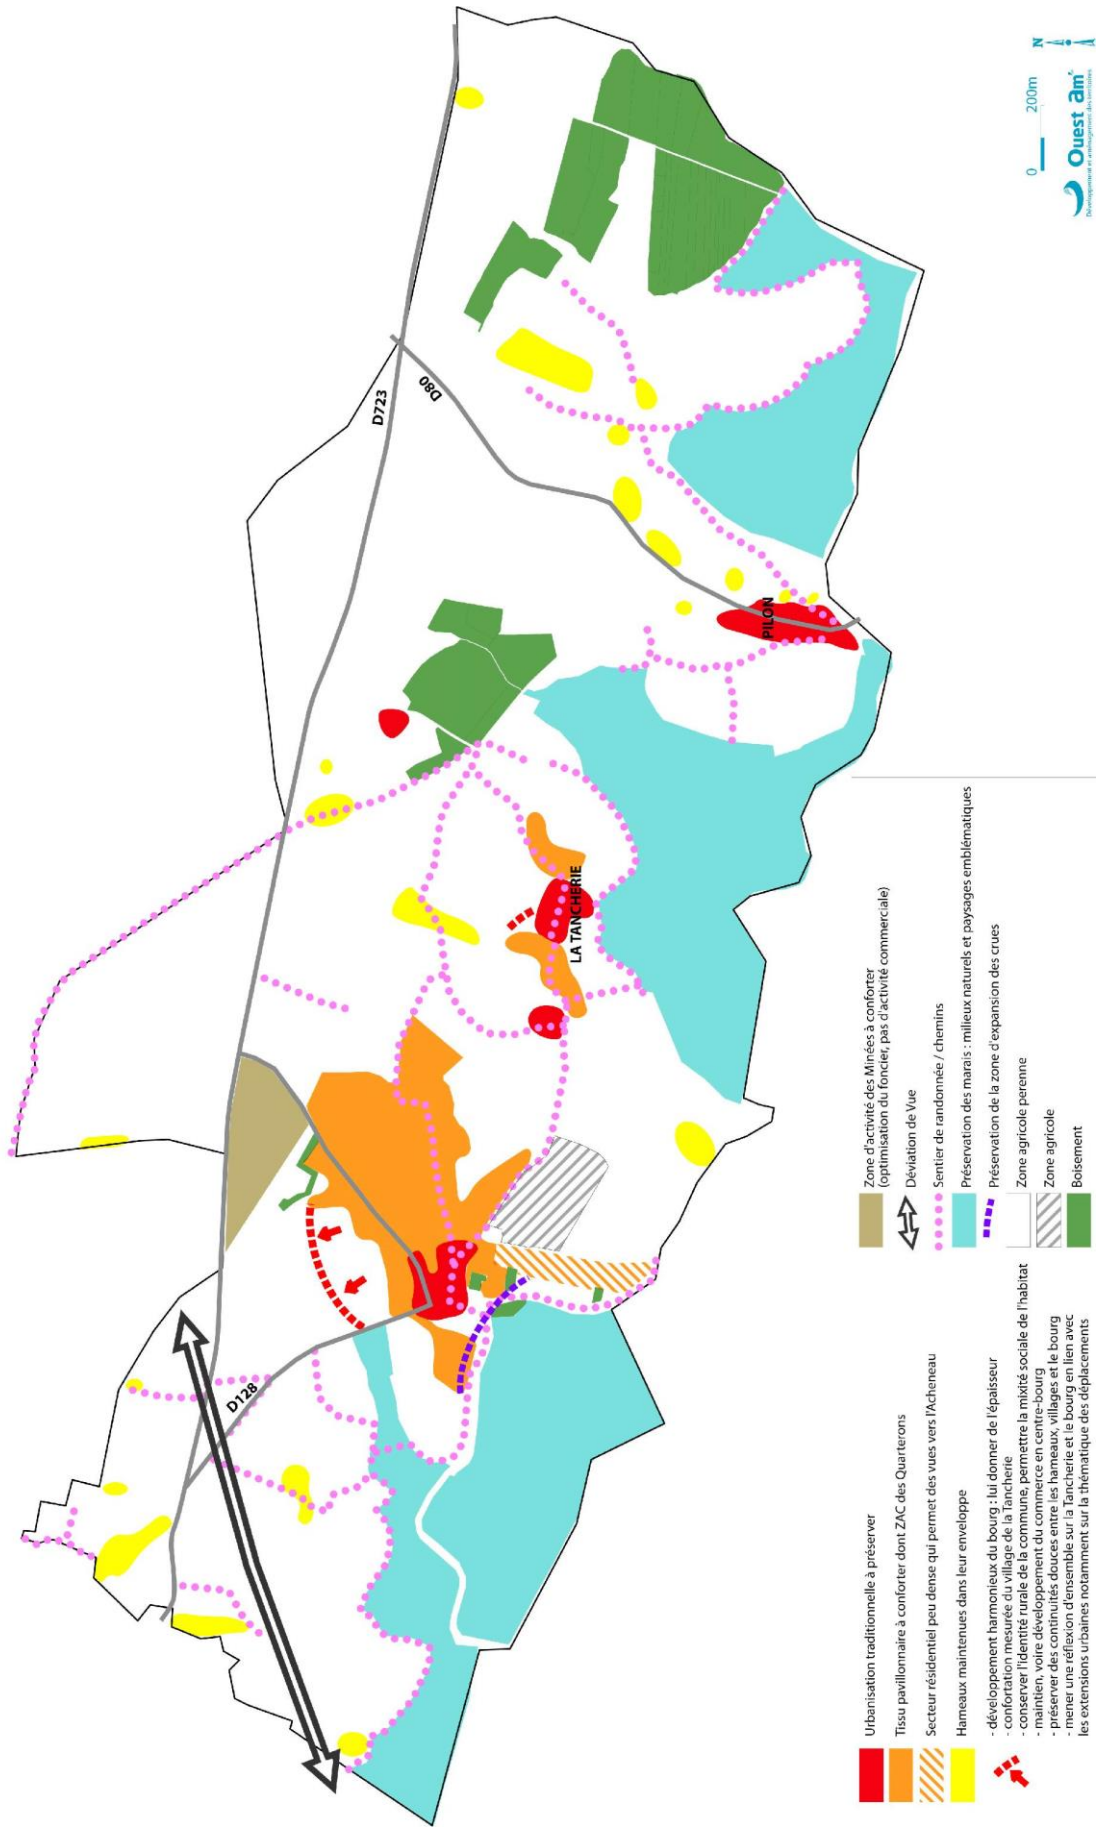 D723
D80
D128
PILON
LA TANCHERIE
Urbanisation traditionnelle à préserver
Tissu pavillonnaire à conforter dont ZAC des Quarterons
Secteur résidentiel peu dense qui permet des vues vers l'Acheneau
Hameaux maintenues dans leur enveloppe
- développement harmonieux du bourg : lui donner de l'épaisseur
- confortation mesurée du village de la Tancherie
- conserver l'identité rurale de la commune, permettre la mixité sociale de l'habitat
- maintien, voire développement du commerce en centre-bourg
- préserver des continuités douces entre les hameaux, villages et le bourg
- mener une réflexion d'ensemble sur la Tancherie et le bourg en lien avec
les extensions urbaines notamment sur la thématique des déplacements
Zone d'activité des Minées à conforter
(optimisation du foncier, pas d'activité commerciale)
Déviation de Vue
Sentier de randonnée / chemins
Préservation des marais : milieux naturels et paysages emblématiques
Préservation de la zone d'expansion des crues
Zone agricole perenne
Zone agricole
Boisement
0 200m
N
Ouest am'
Développement et aménagement des territoires